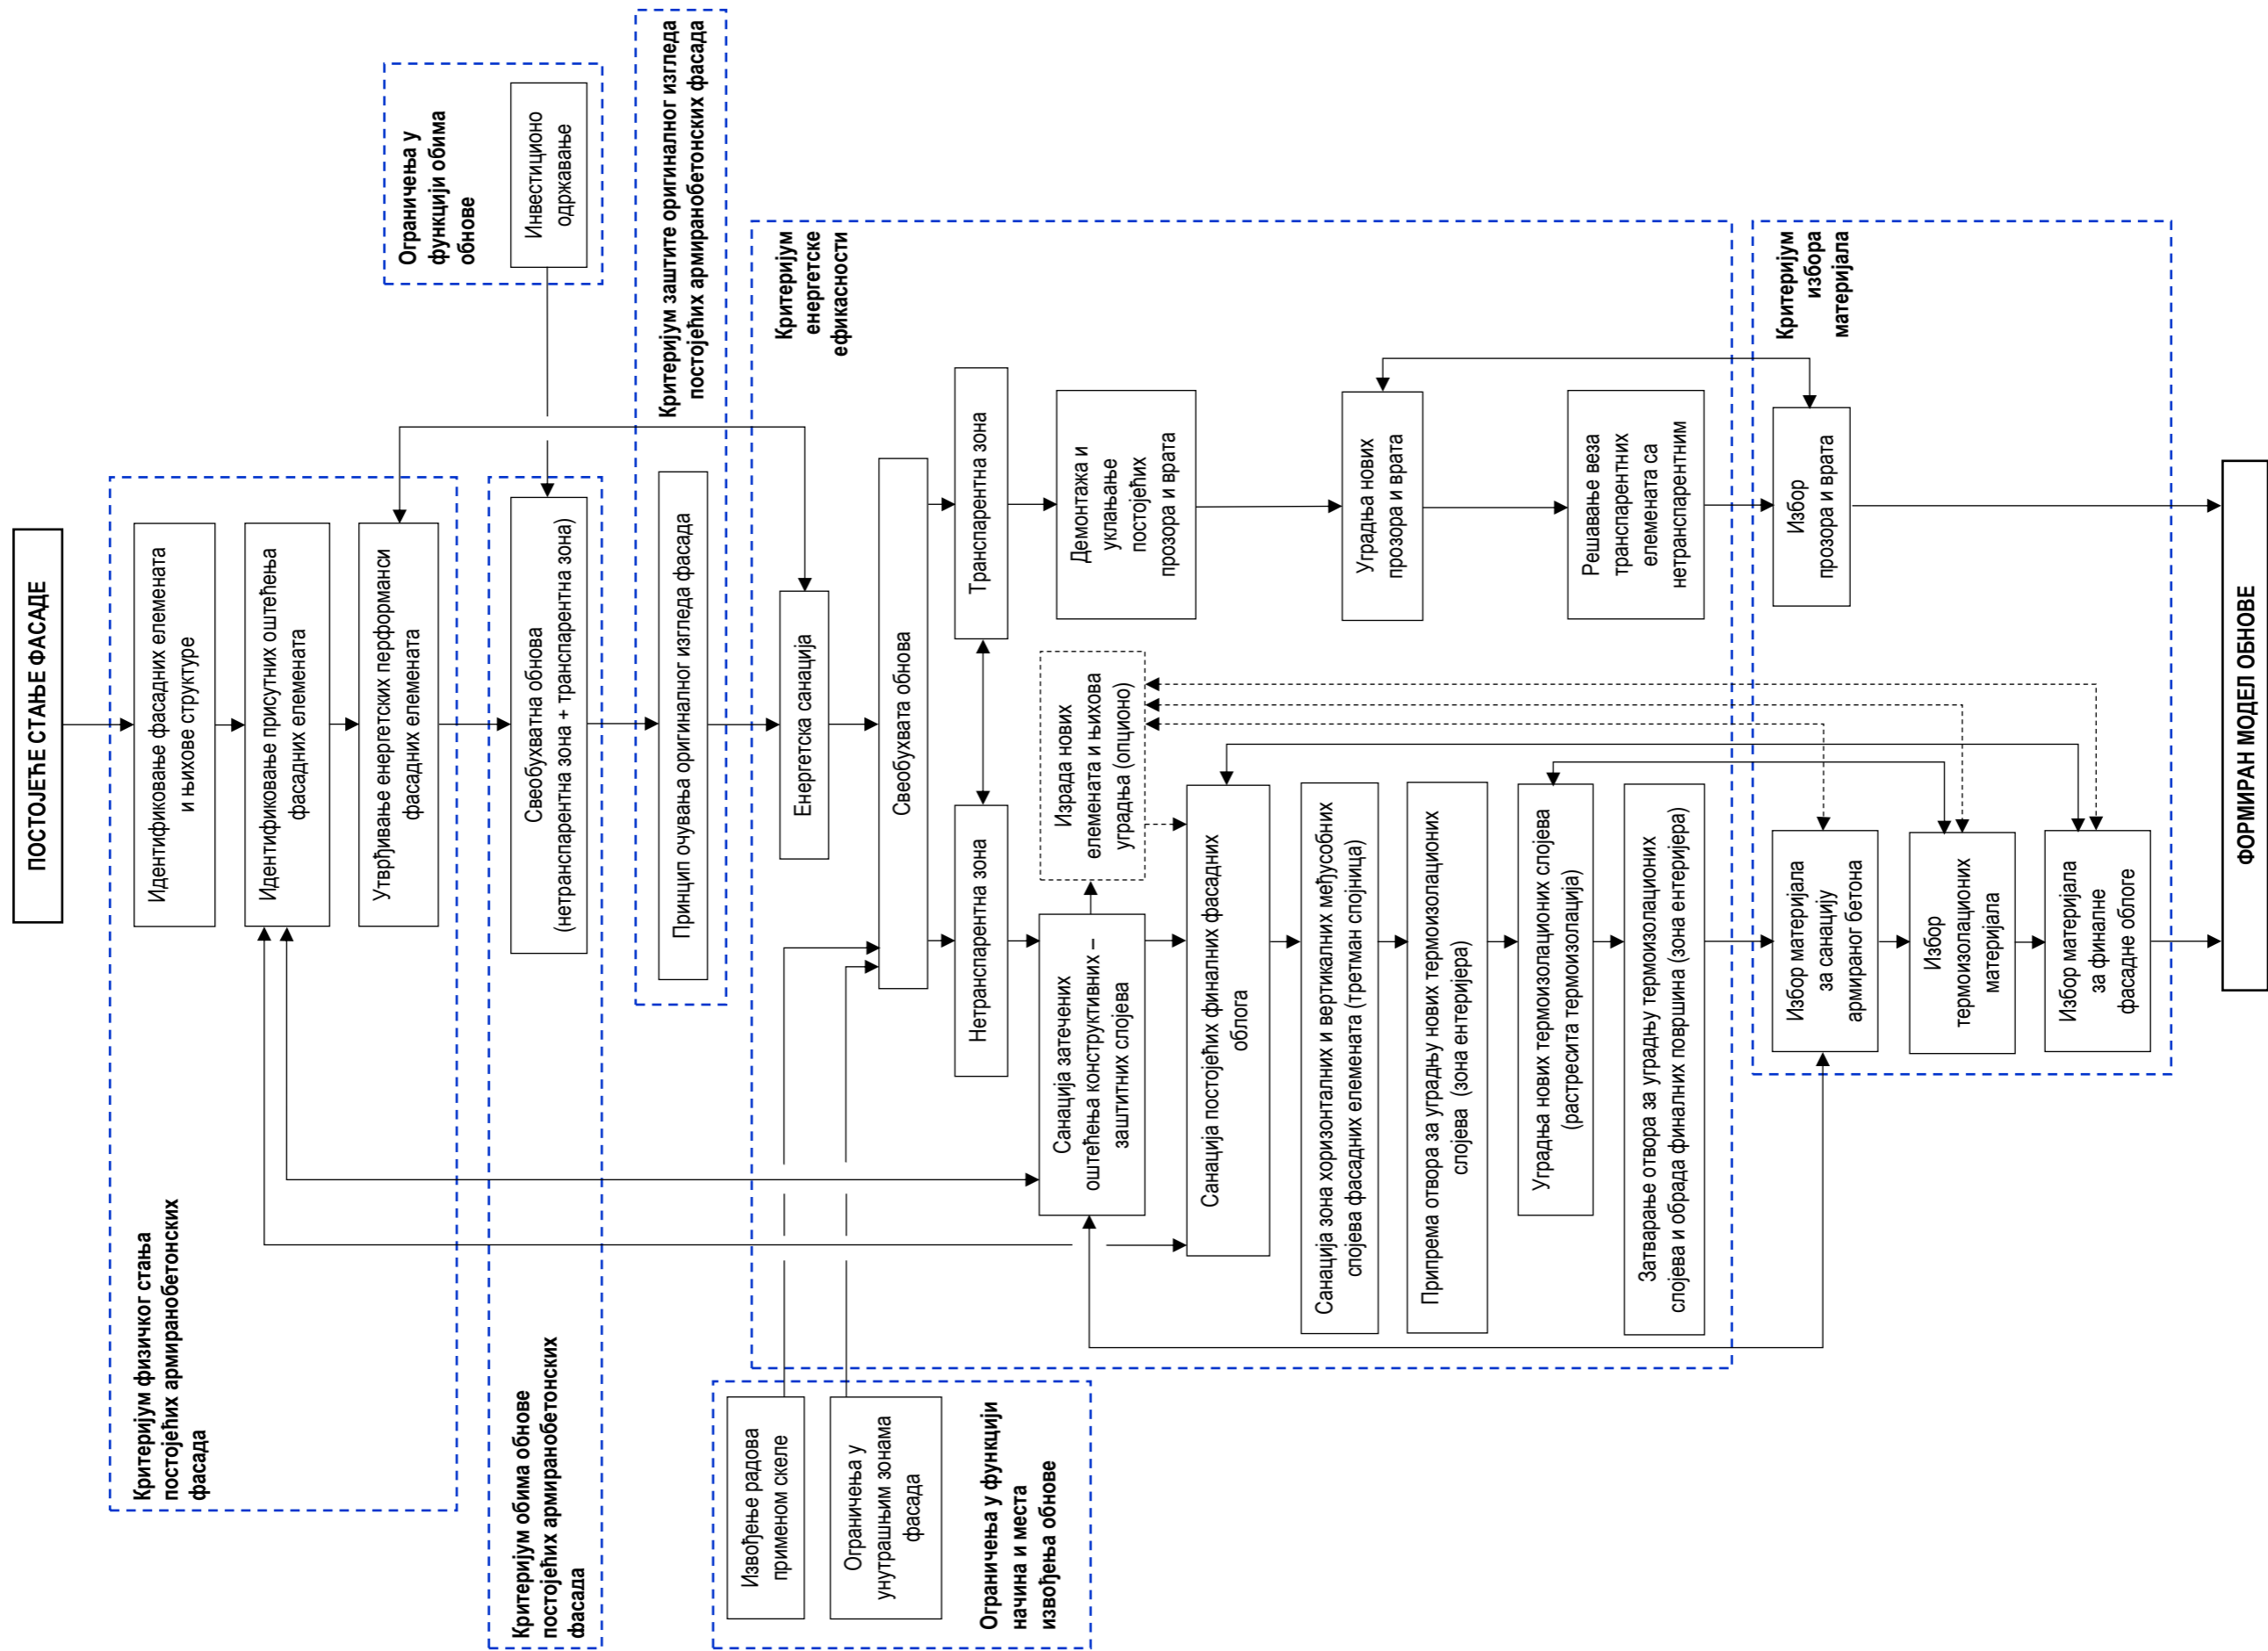 ПОСТОЈЕЋЕ СТАЊЕ ФАСАДЕ
Критеријум физичког стања
постојећих армиранобетонских
фасада
Идентификовање фасадних елемената
и њихове структуре
Идентификовање присутних оштећења
фасадних елемената
Утврђивање енергетских перформанси
фасадних елемената
Ограничења у
функцији обима
обнове
Инвестиционо
одржавање
Критеријум обима обнове
постојећих армиранобетонских
фасада
Свеобухватна обнова
(нетранспарентна зона + транспарентна зона)
Критеријум заштите оригиналног изгледа
постојећих армиранобетонских фасада
Принцип очувања оригиналног изгледа фасада
Извођење радова
применом скеле
Ограничења у
унутрашњим зонама
фасада
Ограничења у функцији
начина и места
извођења обнове
Критеријум
енергетске
ефикасности
Енергетска санација
Свеобухвата обнова
Нетранспарентна зона
Транспарентна зона
Санација затечених
оштећења конструктивних –
заштитних слојева
Израда нових
елемената и њихова
уградња (опционо)
Демонтажа и
уклањање
постојећих
прозора и врата
Санација постојећих финалних фасадних
облога
Санација зона хоризонталних и вертикалних међусобних
спојева фасадних елемената (третман спојница)
Уградња нових
прозора и врата
Припрема отвора за уградњу нових термоизолационих
слојева (зона ентеријера)
Уградња нових термоизолационих слојева
(растресита термоизолација)
Решавање веза
транспарентних
елемената са
нетранспарентним
Затварање отвора за уградњу термоизолационих
слојева и обрада финалних површина (зона ентеријера)
Критеријум
избора
материјала
Избор материјала
за санацију
армираног бетона
Избор
прозора и врата
Избор
термоизолационих
материјала
Избор материјала
за финалне
фасадне облоге
ФОРМИРАН МОДЕЛ ОБНОВЕ